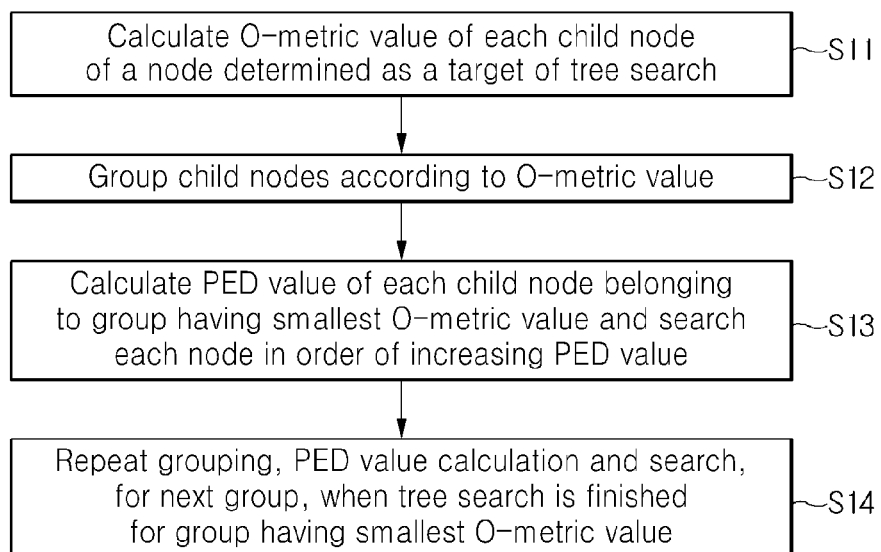 Calculate O-metric value of each child node
of a node determined as a target of tree search
S11
Group child nodes according to O-metric value
S12
Calculate PED value of each child node belonging
to group having smallest O-metric value and search
each node in order of increasing PED value
S13
Repeat grouping, PED value calculation and search,
for next group, when tree search is finished
for group having smallest O-metric value
S14